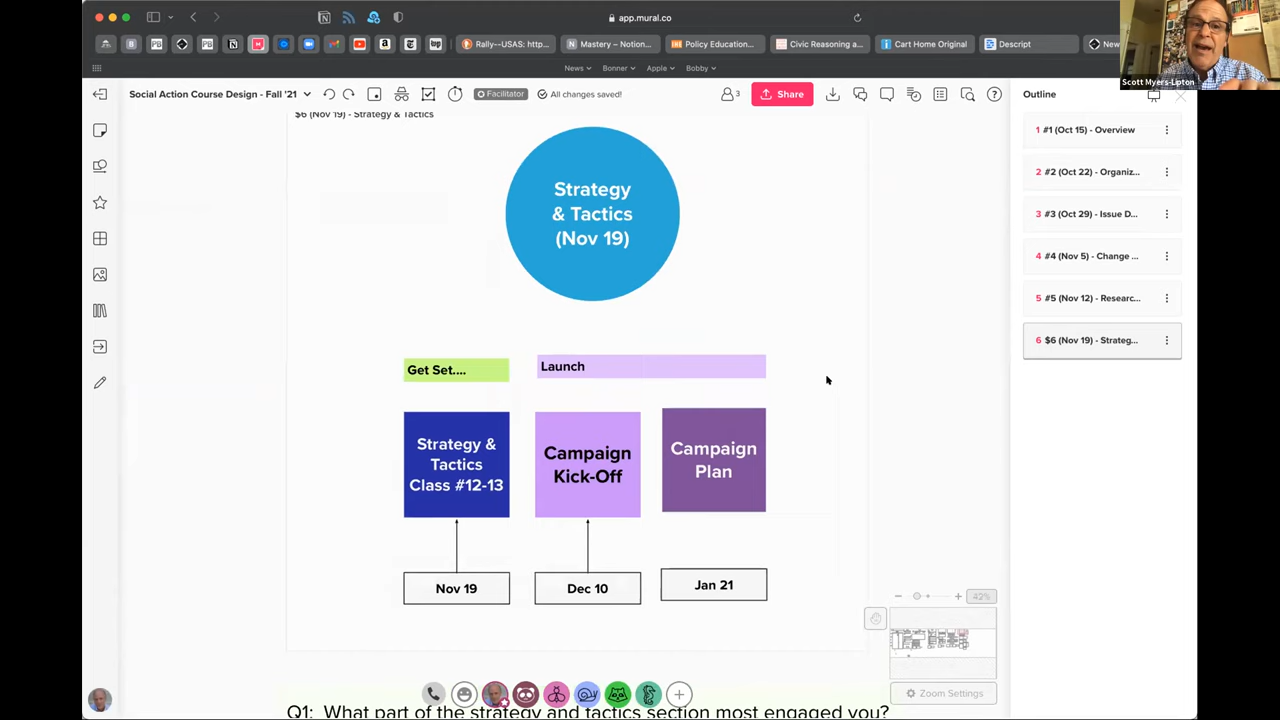 app.mural.co
Rally--USAS: http...
Mastery – Notion...
Policy Education...
Civic Reasoning a...
Cart Home Original
Descript
New
News
Bonner
Apple
Bobby
Scott Myers-Lipton
Social Action Course Design - Fall '21
Facilitator
All changes saved!
3
Share
Outline
$6 (Nov 19) - Strategy & Tactics
Strategy
& Tactics
(Nov 19)
1 #1 (Oct 15) - Overview
2 #2 (Oct 22) - Organiz...
3 #3 (Oct 29) - Issue D...
4 #4 (Nov 5) - Change ...
5 #5 (Nov 12) - Researc...
6 $6 (Nov 19) - Strateg...
Get Set....
Launch
Strategy &
Tactics
Class #12-13
Campaign
Kick-Off
Campaign
Plan
Nov 19
Dec 10
Jan 21
42%
Zoom Settings
Q1: What part of the strategy and tactics section most engaged you?